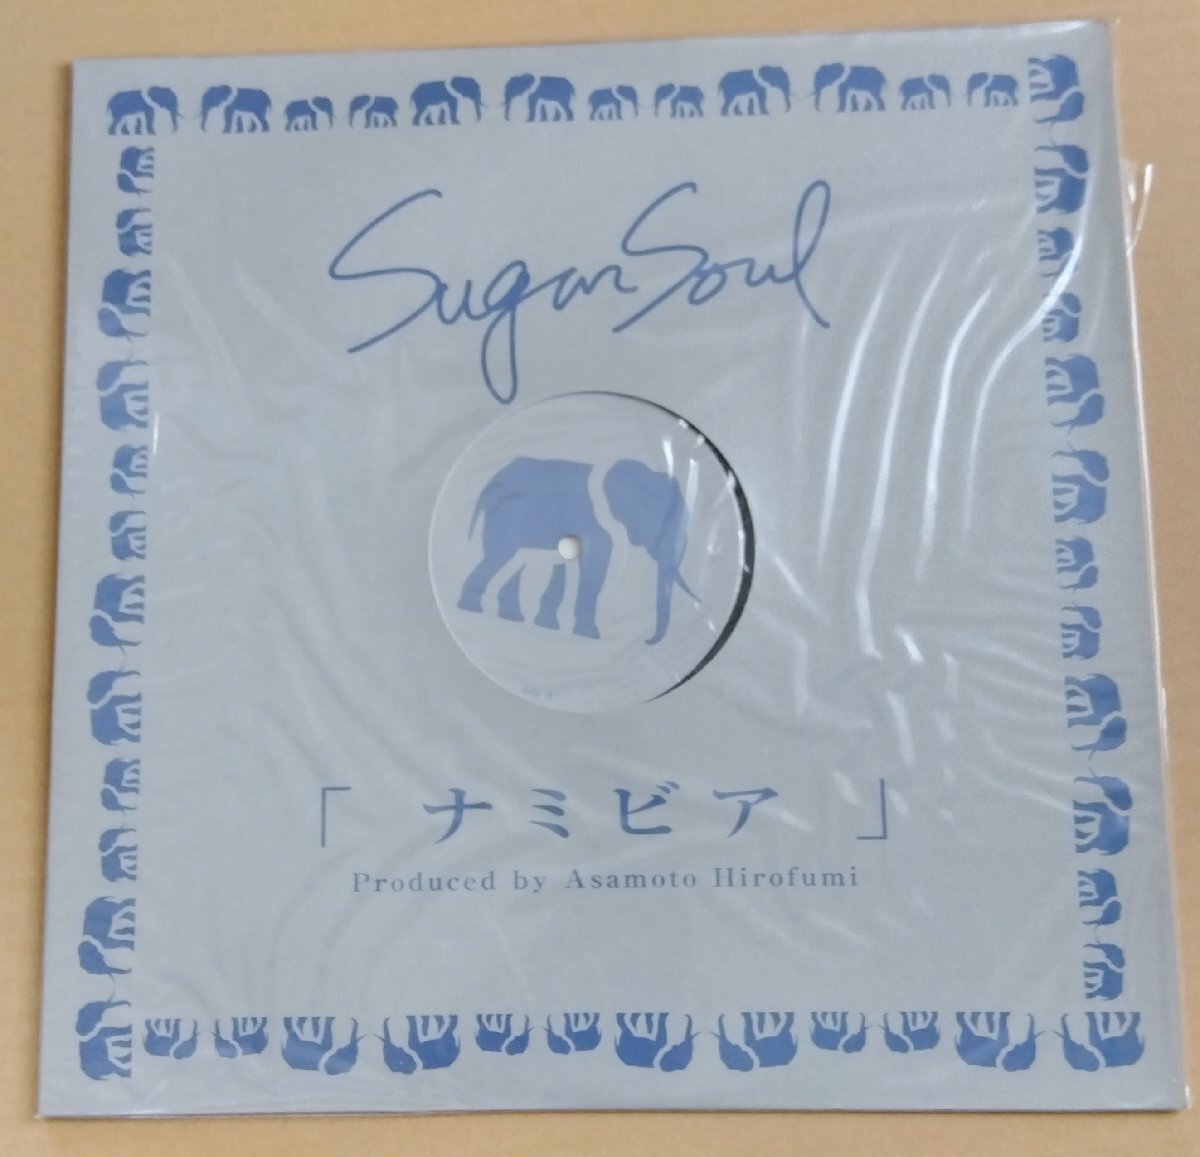 Sugar Soul
「 ナミビア 」
Produced by Asamoto Hirofumi